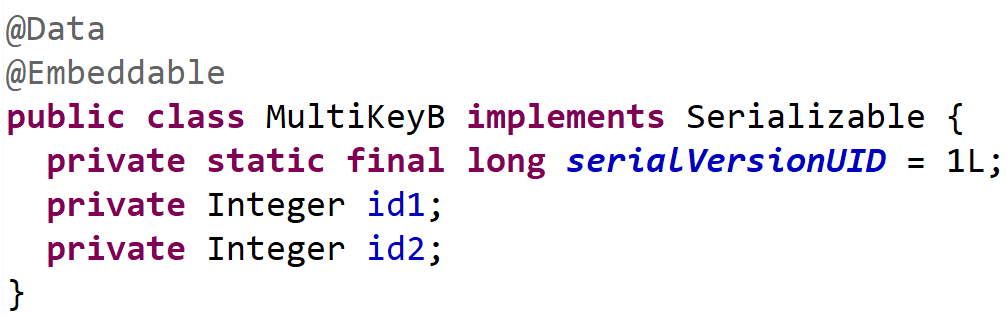 @Data
@Embeddable
public class MultiKeyB implements Serializable {
  private static final long serialVersionUID = 1L;
  private Integer id1;
  private Integer id2;
}